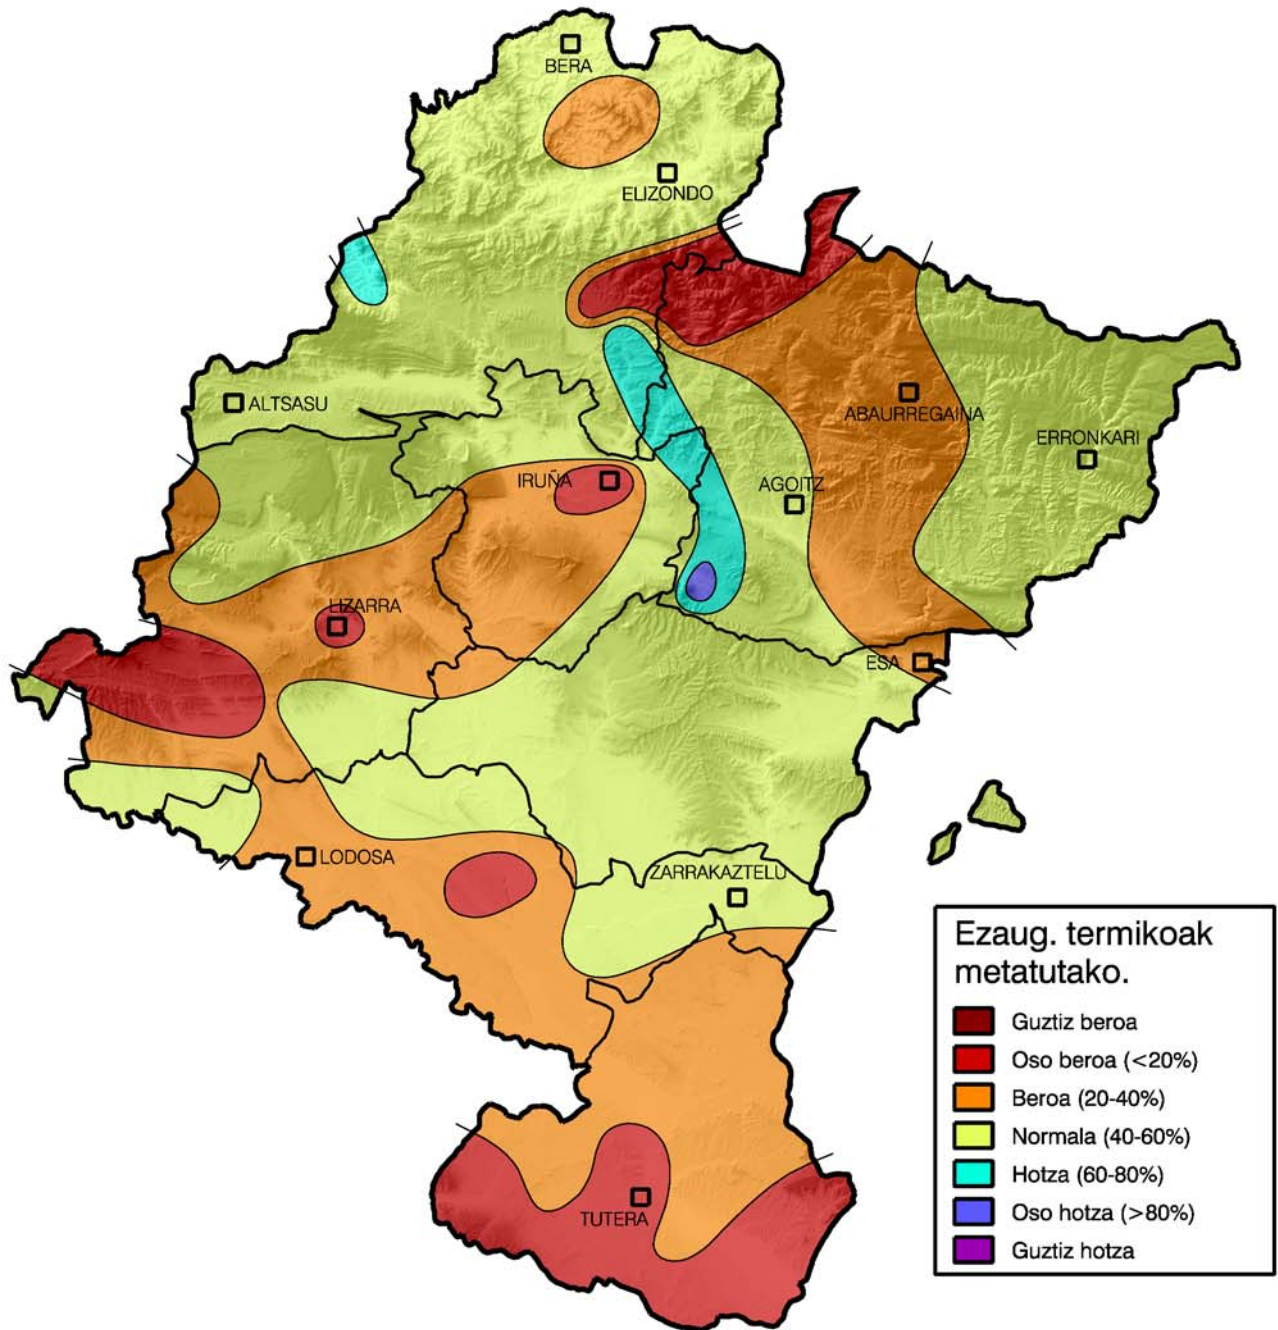 BERA
ELIZONDO
ALTSASU
ABAURREGAINA
ERRONKARI
IRUÑA
AGOITZ
LIZARRA
ESA
LODOSA
ZARRAKAZTELU
TUTERA
Ezaug. termikoak
metatutako.
Guztiz beroa
Oso beroa (<20%)
Beroa (20-40%)
Normala (40-60%)
Hotza (60-80%)
Oso hotza (>80%)
Guztiz hotza